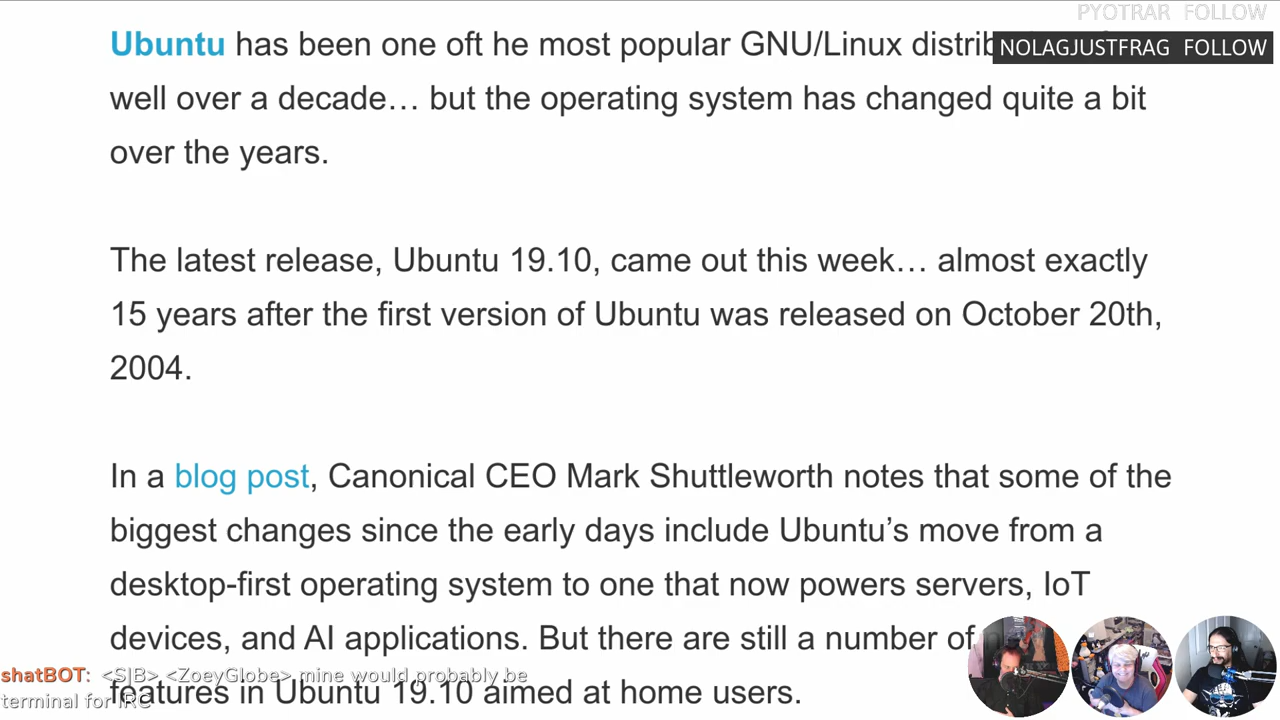 PYOTRAR FOLLOW
NOLAGJUSTFRAG FOLLOW
Ubuntu has been one oft he most popular GNU/Linux
well over a decade… but the operating system has changed quite a bit
over the years.
The latest release, Ubuntu 19.10, came out this week… almost exactly
15 years after the first version of Ubuntu was released on October 20th,
2004.
In a blog post, Canonical CEO Mark Shuttleworth notes that some of the
biggest changes since the early days include Ubuntu’s move from a
desktop-first operating system to one that now powers servers, IoT
devices, and AI applications. But there are still a number of
features in Ubuntu 19.10 aimed at home users.
shatBOT: <S|B> <ZoeyGlobe> mine would probably be
terminal for IRC